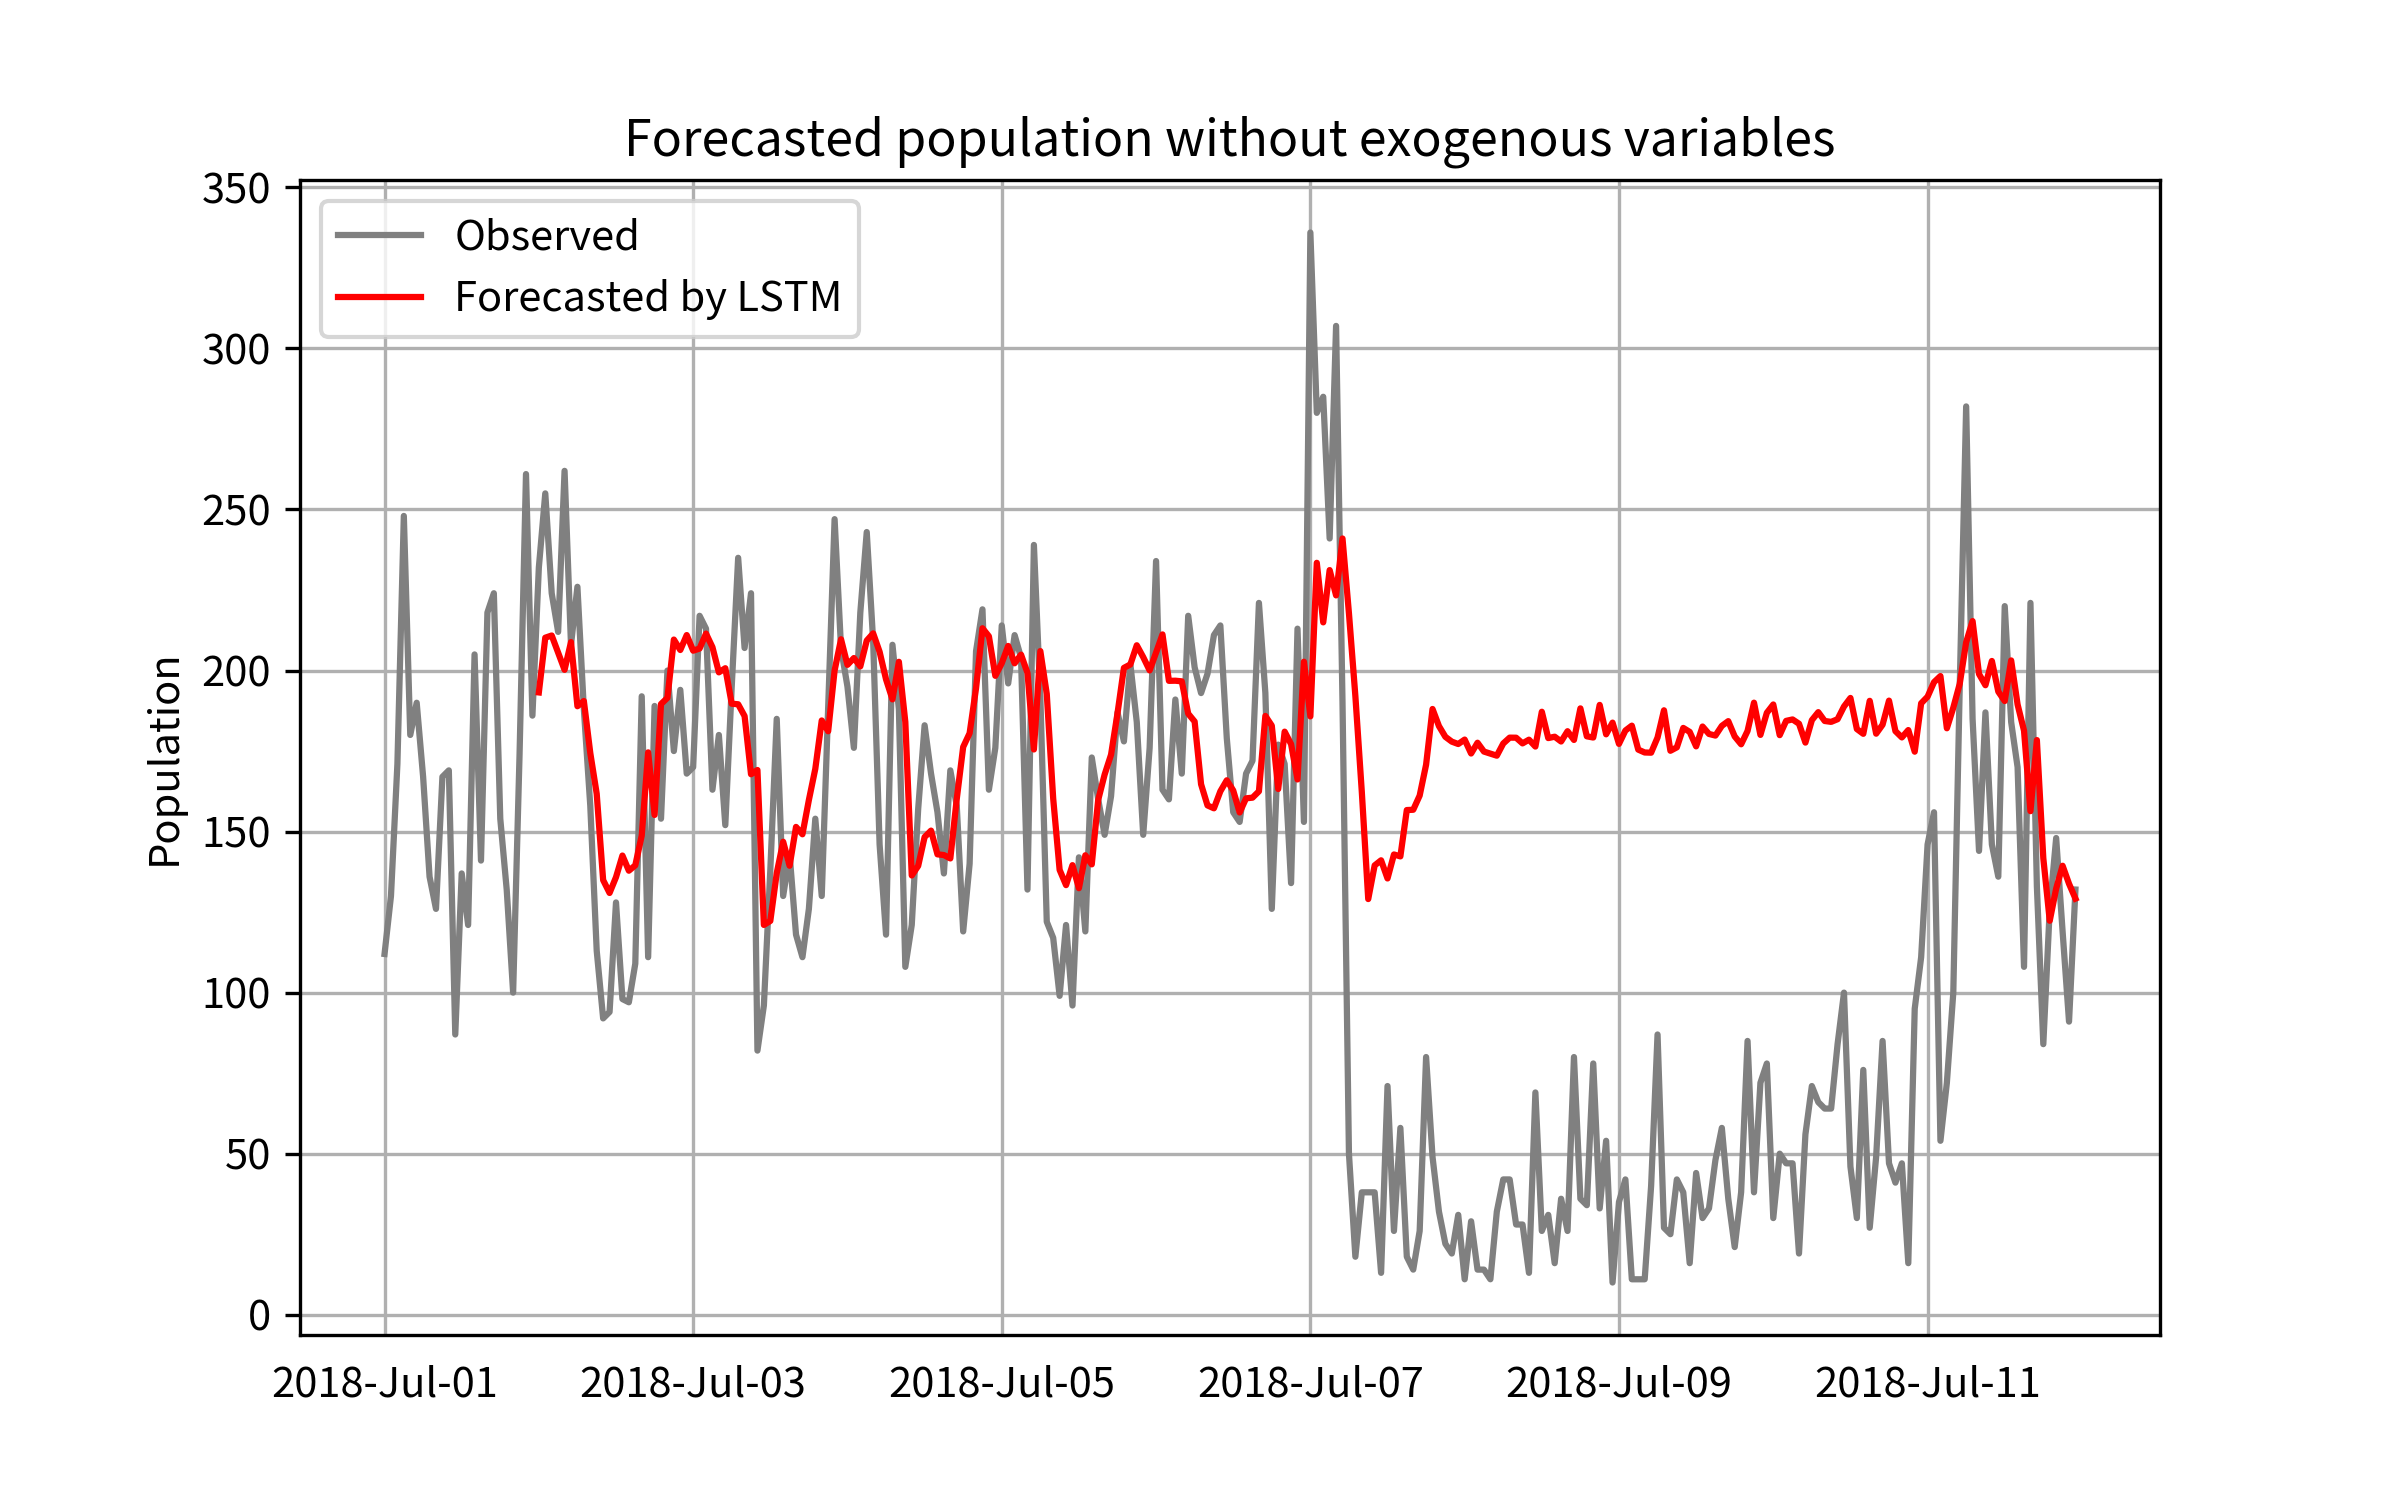 Forecasted population without exogenous variables
Observed
Forecasted by LSTM
Population
350
300
250
200
150
100
50
0
2018-Jul-01 2018-Jul-03 2018-Jul-05 2018-Jul-07 2018-Jul-09 2018-Jul-11